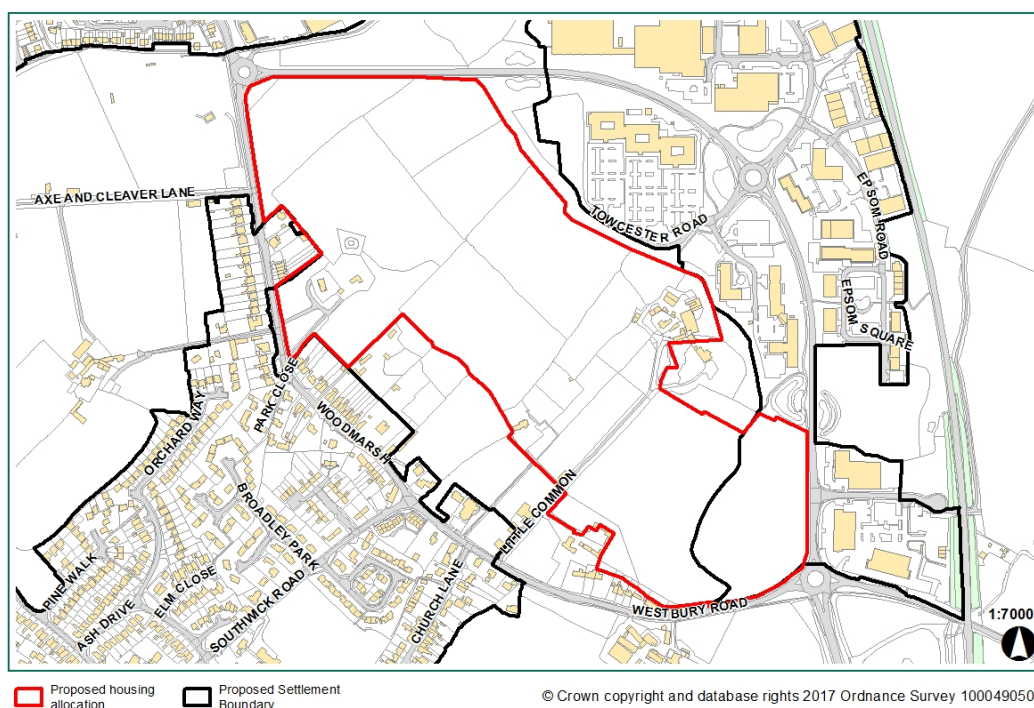 AXE AND CLEAVER LANE
TOWCESTER ROAD
EPSOM ROAD
EPSOM SQUARE
ORCHARD WAY
PARK CLOSE
WOODMARSH
BROADLEY PARK
LITTLE COMMON
PINE WALK
ASH DRIVE
ELM CLOSE
SOUTHWICK ROAD
CHURCH LANE
WESTBURY ROAD
1:7000
Proposed housing
allocation
Proposed Settlement
Boundary
© Crown copyright and database rights 2017 Ordnance Survey 100049050